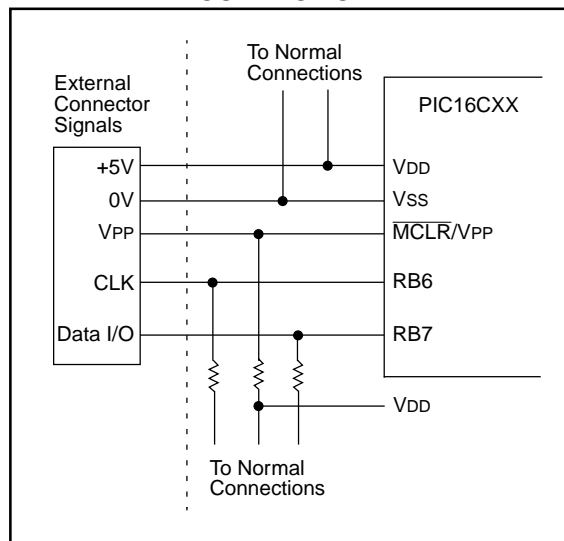 To Normal
Connections
External
Connector
Signals
PIC16CXX
+5V
VDD
0V
VSS
VPP
MCLR/VPP
CLK
RB6
Data I/O
RB7
VDD
To Normal
Connections